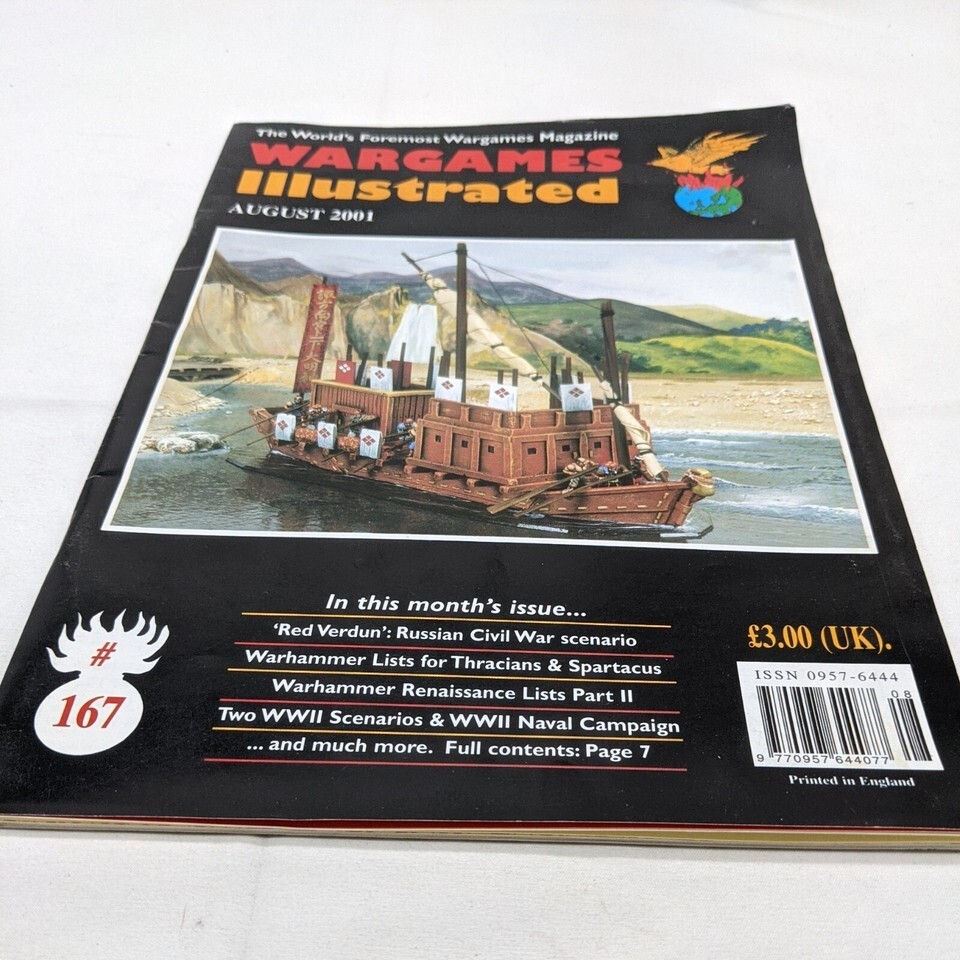 The World's Foremost Wargames Magazine
WARGAMES
Illustrated
AUGUST 2001
In this month's issue...
'Red Verdun': Russian Civil War scenario
Warhammer Lists for Thracians & Spartacus
Warhammer Renaissance Lists Part II
Two WWII Scenarios & WWII Naval Campaign
... and much more. Full contents: Page 7
#
167
£3.00 (UK).
ISSN 0957-6444
08
9 770957 644077
Printed in England